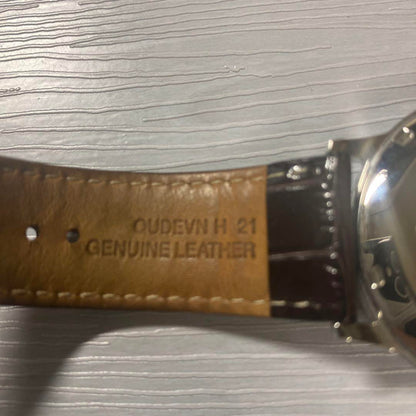 OUDEVN H 21
GENUINE LEATHER